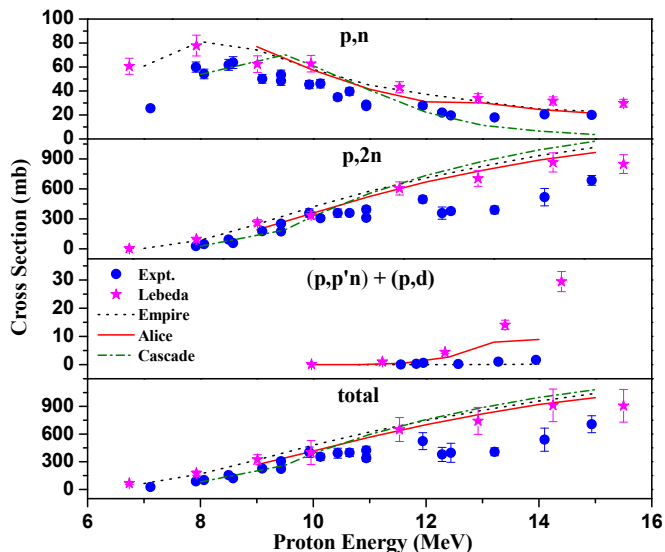 p,n
100
80
60
40
20
0
p,2n
900
600
300
0
Cross Section (mb)
(p,p'n) + (p,d)
30
20
10
0
Expt.
Lebeda
Empire
Alice
Cascade
total
900
600
300
0
6 8 10 12 14 16
Proton Energy (MeV)